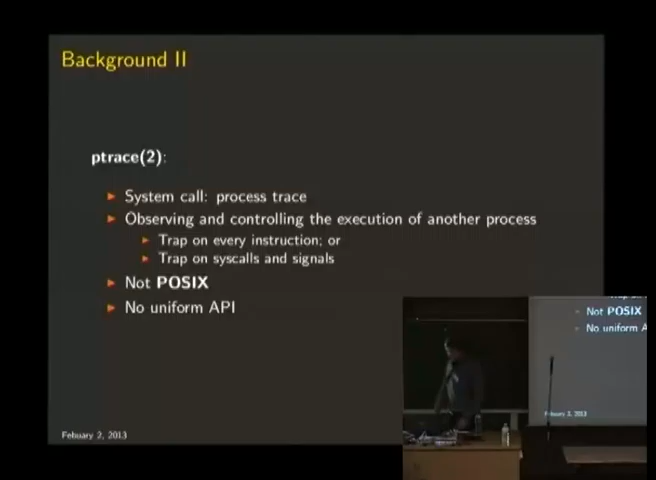 Background II
ptrace(2):
System call: process trace
Observing and controlling the execution of another process
Trap on every instruction; or
Trap on syscalls and signals
Not POSIX
No uniform API
Febuary 2, 2013
Not POSIX
No uniform A
Febuary 2, 2013